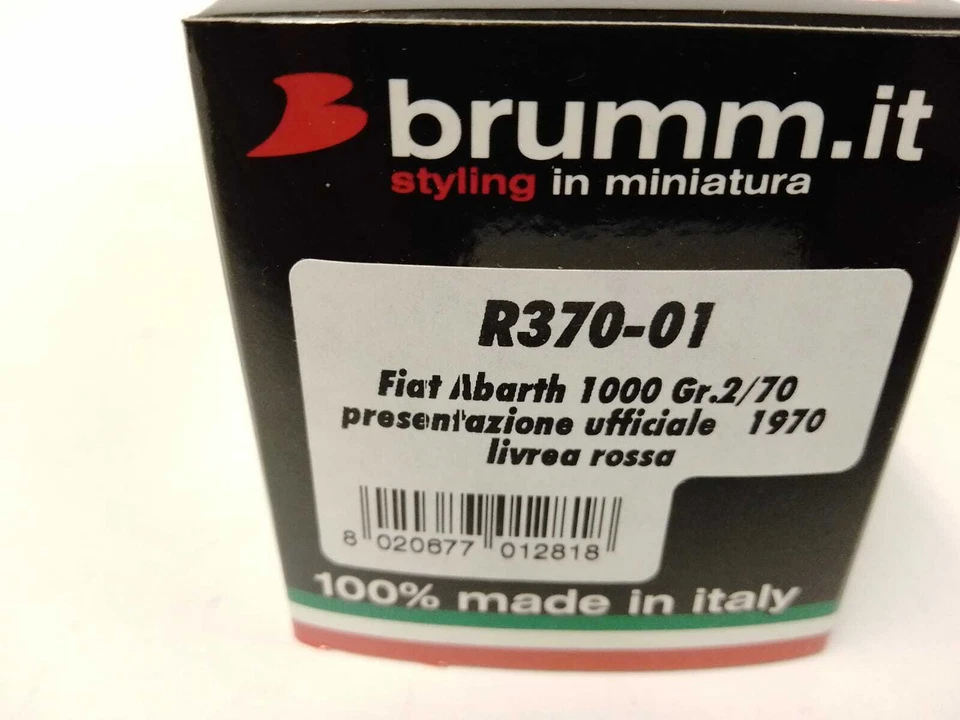 brumm.it
styling in miniatura
R370-01
Fiat Abarth 1000 Gr.2/70
presentazione ufficiale 1970
livrea rossa
8 020677 012818
100% made in italy